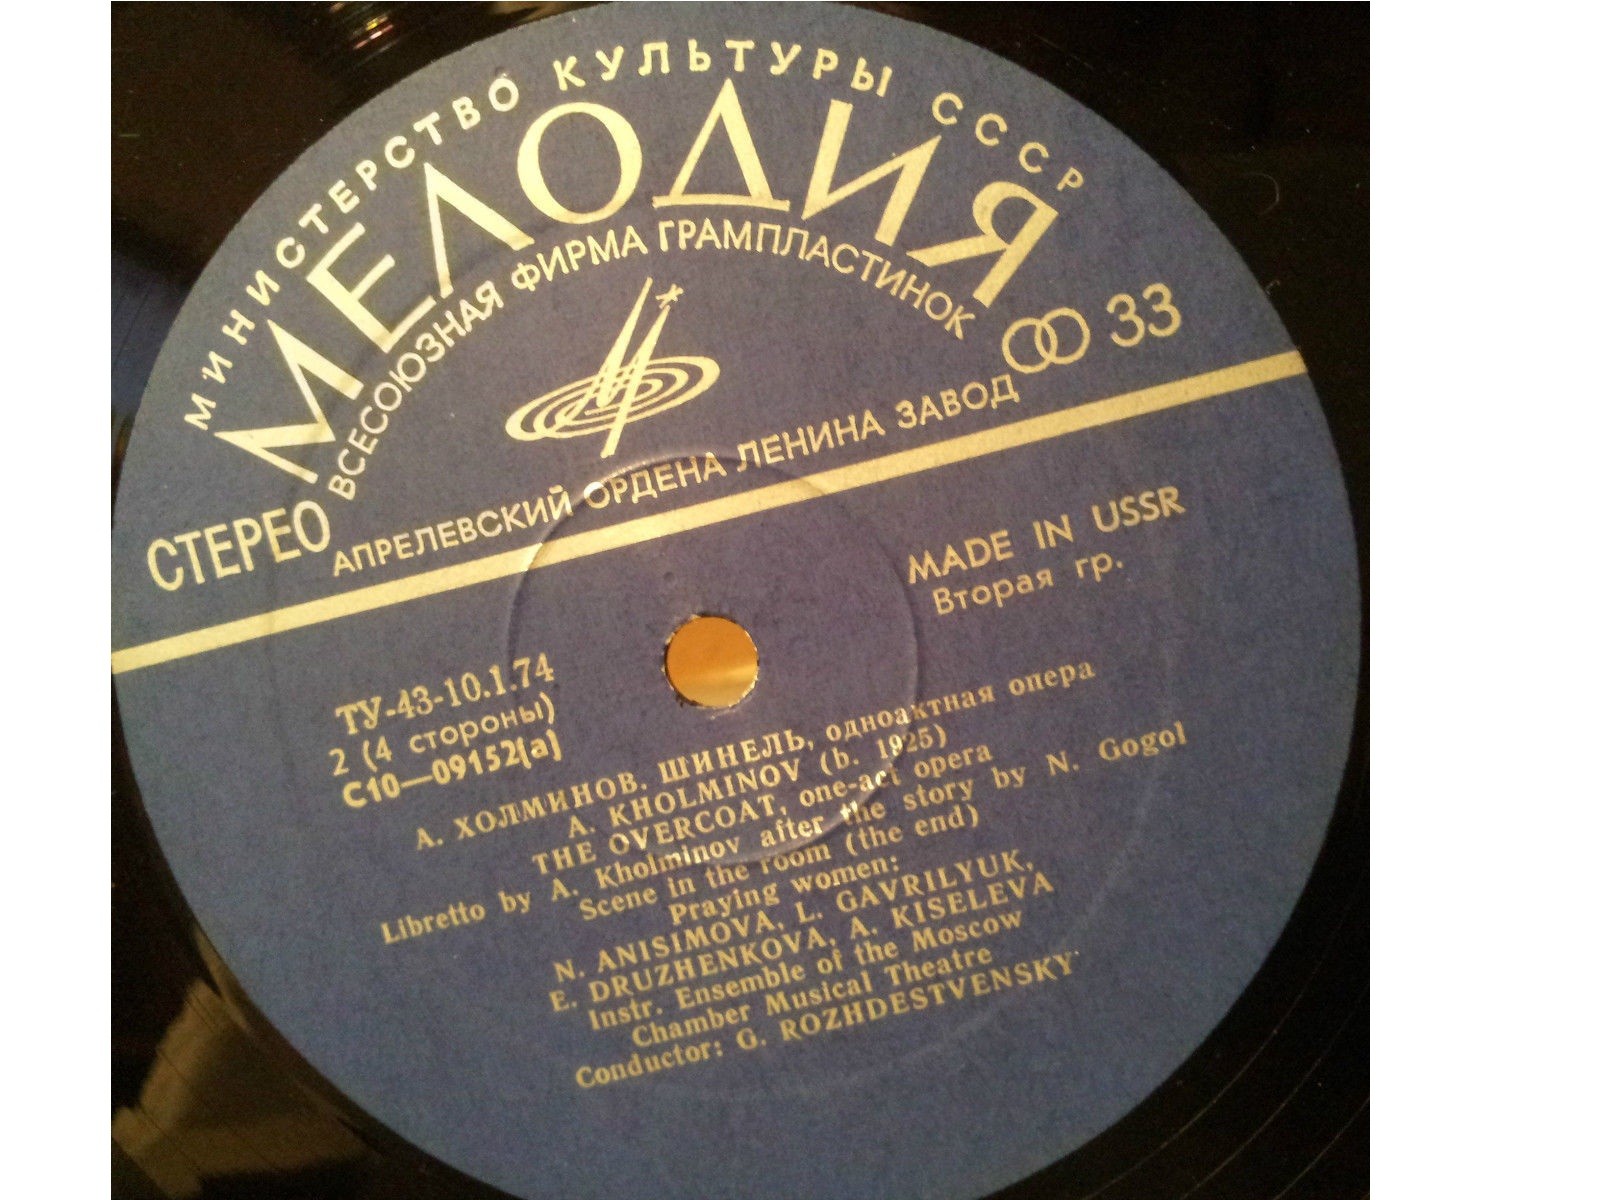 МИНИСТЕРСТВО КУЛЬТУРЫ СССР
МЕЛОДИЯ
ВСЕСОЮЗНАЯ ФИРМА ГРАМПЛАСТИНОК
33
СТЕРЕО
АПРЕЛЕВСКИЙ ОРДЕНА ЛЕНИНА ЗАВОД
MADE IN USSR
Вторая гр.
ТУ-43-10.1.74
2 (4 стороны)
С10—09152[а]
А. ХОЛМИНОВ. ШИНЕЛЬ, одноактная опера
A. KHOLMINOV (b. 1925)
THE OVERCOAT, one-act opera
Libretto by A. Kholminov after the story by N. Gogol
Scene in the room (the end)
Praying women:
N. ANISIMOVA, L. GAVRILYUK,
E. DRUZHENKOVA, A. KISELEVA
Instr. Ensemble of the Moscow
Chamber Musical Theatre
Conductor: G. ROZHDESTVENSKY